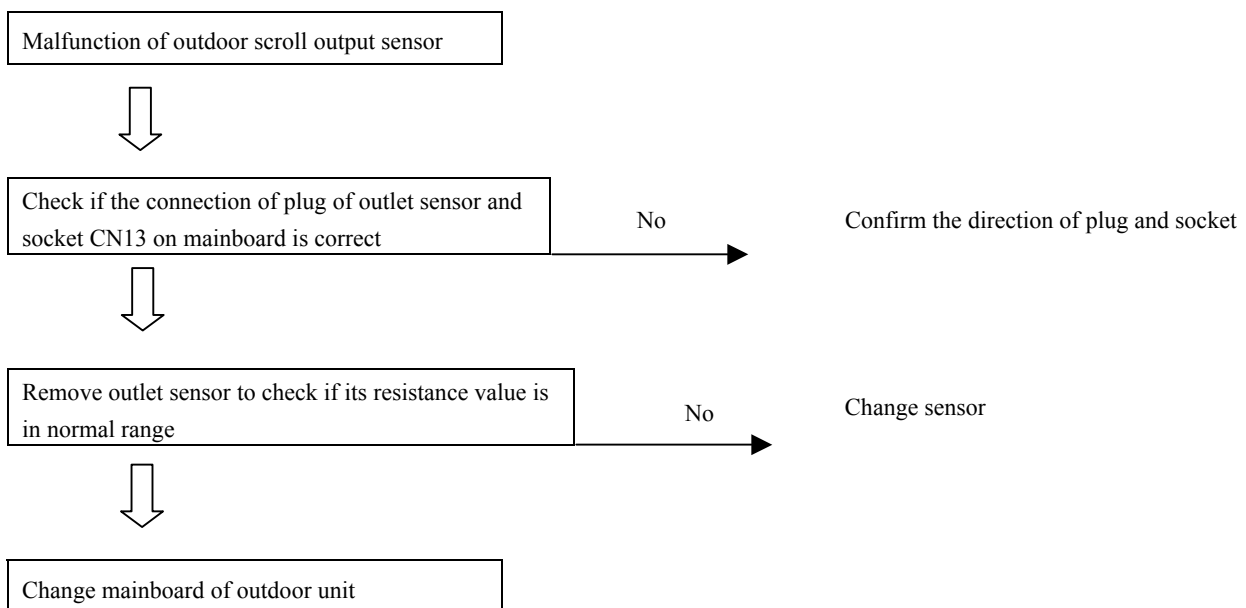 Malfunction of outdoor scroll output sensor
Check if the connection of plug of outlet sensor and
socket CN13 on mainboard is correct
No
Confirm the direction of plug and socket
Remove outlet sensor to check if its resistance value is
in normal range
No
Change sensor
Change mainboard of outdoor unit